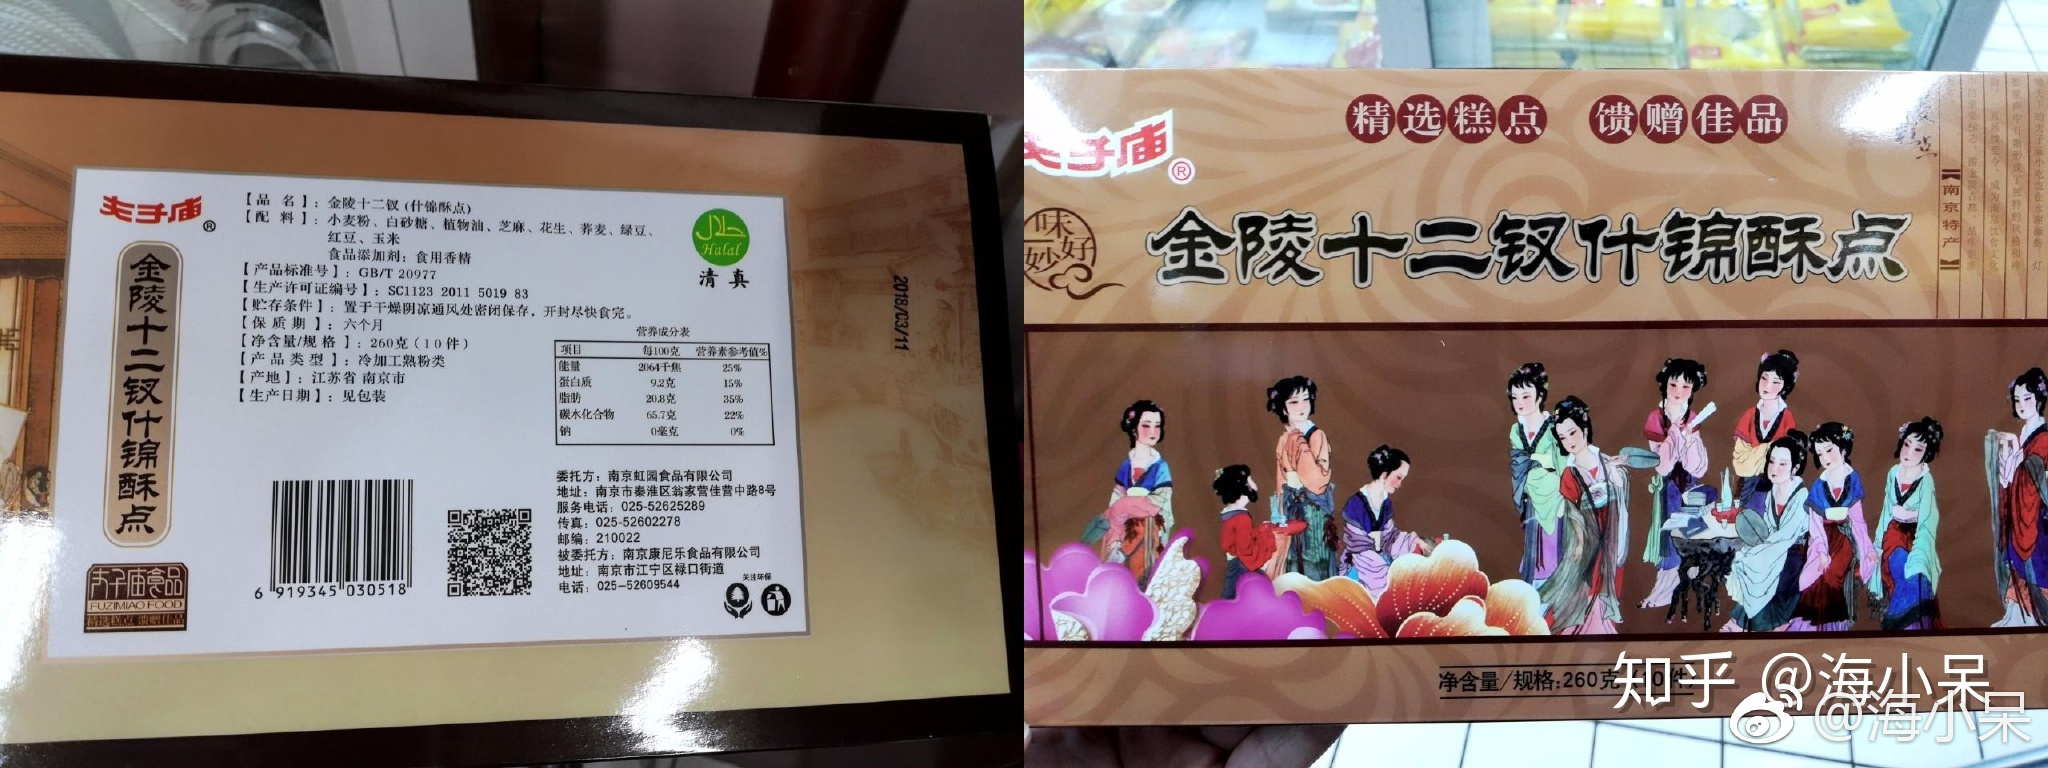 夫子庙®
金陵十二钗什锦酥点
夫子庙食品
FUZIMIAO FOOD
精选糕点 馈赠佳品
【品 名】：金陵十二钗 (什锦酥点)
【配 料】：小麦粉、白砂糖、植物油、芝麻、花生、荞麦、绿豆、
红豆、玉米
食品添加剂：食用香精
【产品标准号】：GB/T 20977
【生产许可证编号】：SC1123 2011 5019 83
【贮存条件】：置于干燥阴凉通风处密闭保存，开封尽快食完。
【保 质 期】：六个月
【净含量/规 格】：260克（10件）
【产 品 类 型】：冷加工熟粉类
【产地】：江苏省 南京市
【生产日期】：见包装
حلال
Halal
清真
营养成分表
项目 每100克 营养素参考值%
能量 2064千焦 25%
蛋白质 9.2克 15%
脂肪 20.8克 35%
碳水化合物 65.7克 22%
钠 0毫克 0%
委托方：南京虹园食品有限公司
地址：南京市秦淮区翁家营佳营中路8号
服务电话：025-52625289
传真：025-52602278
邮编：210022
被委托方：南京康尼乐食品有限公司
地址：南京市江宁区禄口街道
电话：025-52609544
关注环保
6 919345 030518
2018/03/11
精选糕点 馈赠佳品
夫子庙®
味好
妙
金陵十二钗什锦酥点
【南京特产】
净含量/规格:260克
知乎 @海小呆
@海小呆